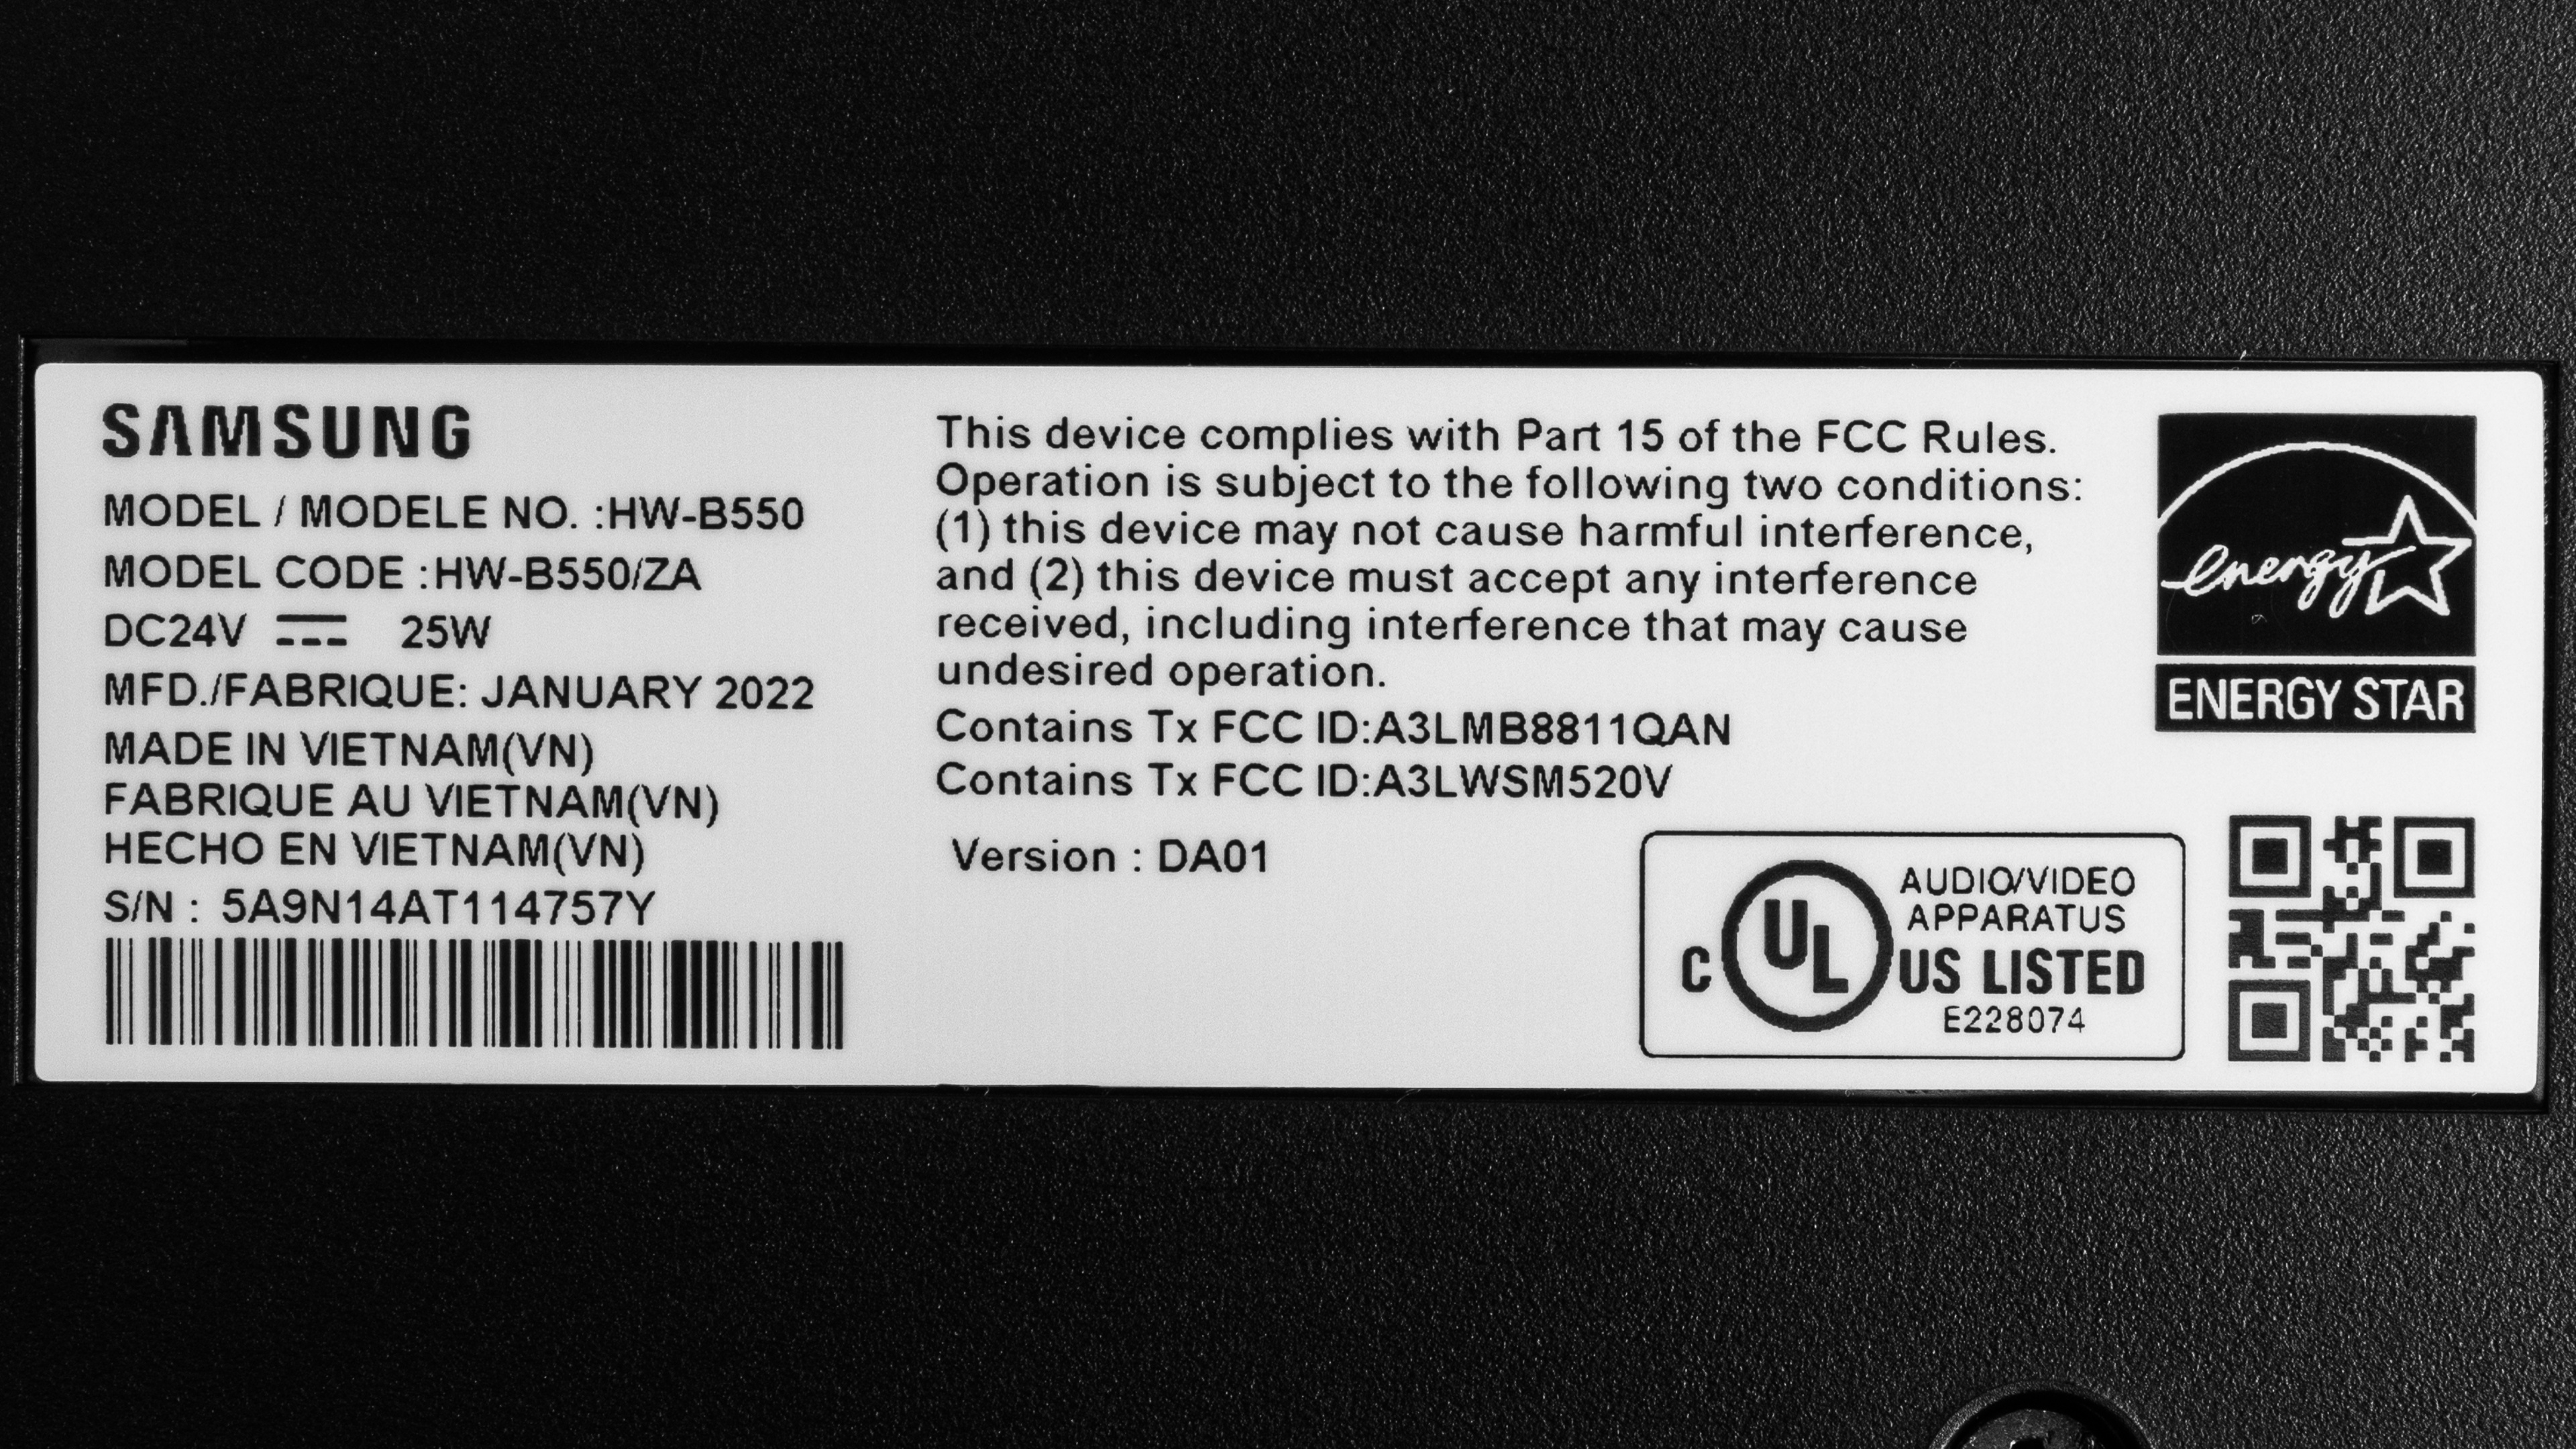 SAMSUNG
MODEL / MODELE NO. :HW-B550
MODEL CODE :HW-B550/ZA
DC24V 25W
MFD./FABRIQUE: JANUARY 2022
MADE IN VIETNAM(VN)
FABRIQUE AU VIETNAM(VN)
HECHO EN VIETNAM(VN)
S/N : 5A9N14AT114757Y
This device complies with Part 15 of the FCC Rules.
Operation is subject to the following two conditions:
(1) this device may not cause harmful interference,
and (2) this device must accept any interference
received, including interference that may cause
undesired operation.
Contains Tx FCC ID:A3LMB8811QAN
Contains Tx FCC ID:A3LWSM520V
Version : DA01
energy
ENERGY STAR
C UL
AUDIO/VIDEO
APPARATUS
US LISTED
E228074